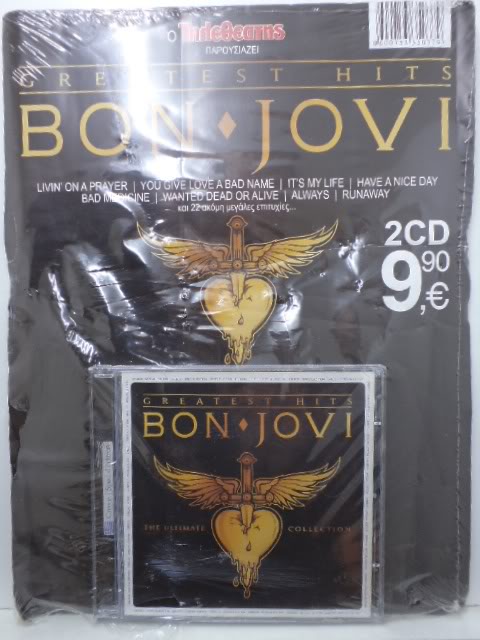 Ο Τηλεθεατης
ΠΑΡΟΥΣΙΑΖΕΙ
GREATEST HITS
BON JOVI
LIVIN' ON A PRAYER | YOU GIVE LOVE A BAD NAME | IT'S MY LIFE | HAVE A NICE DAY
BAD MEDICINE | WANTED DEAD OR ALIVE | ALWAYS | RUNAWAY
και 22 ακόμη μεγάλες επιτυχίες...
2CD
9,90 €
GREATEST HITS
BON JOVI
THE ULTIMATE COLLECTION